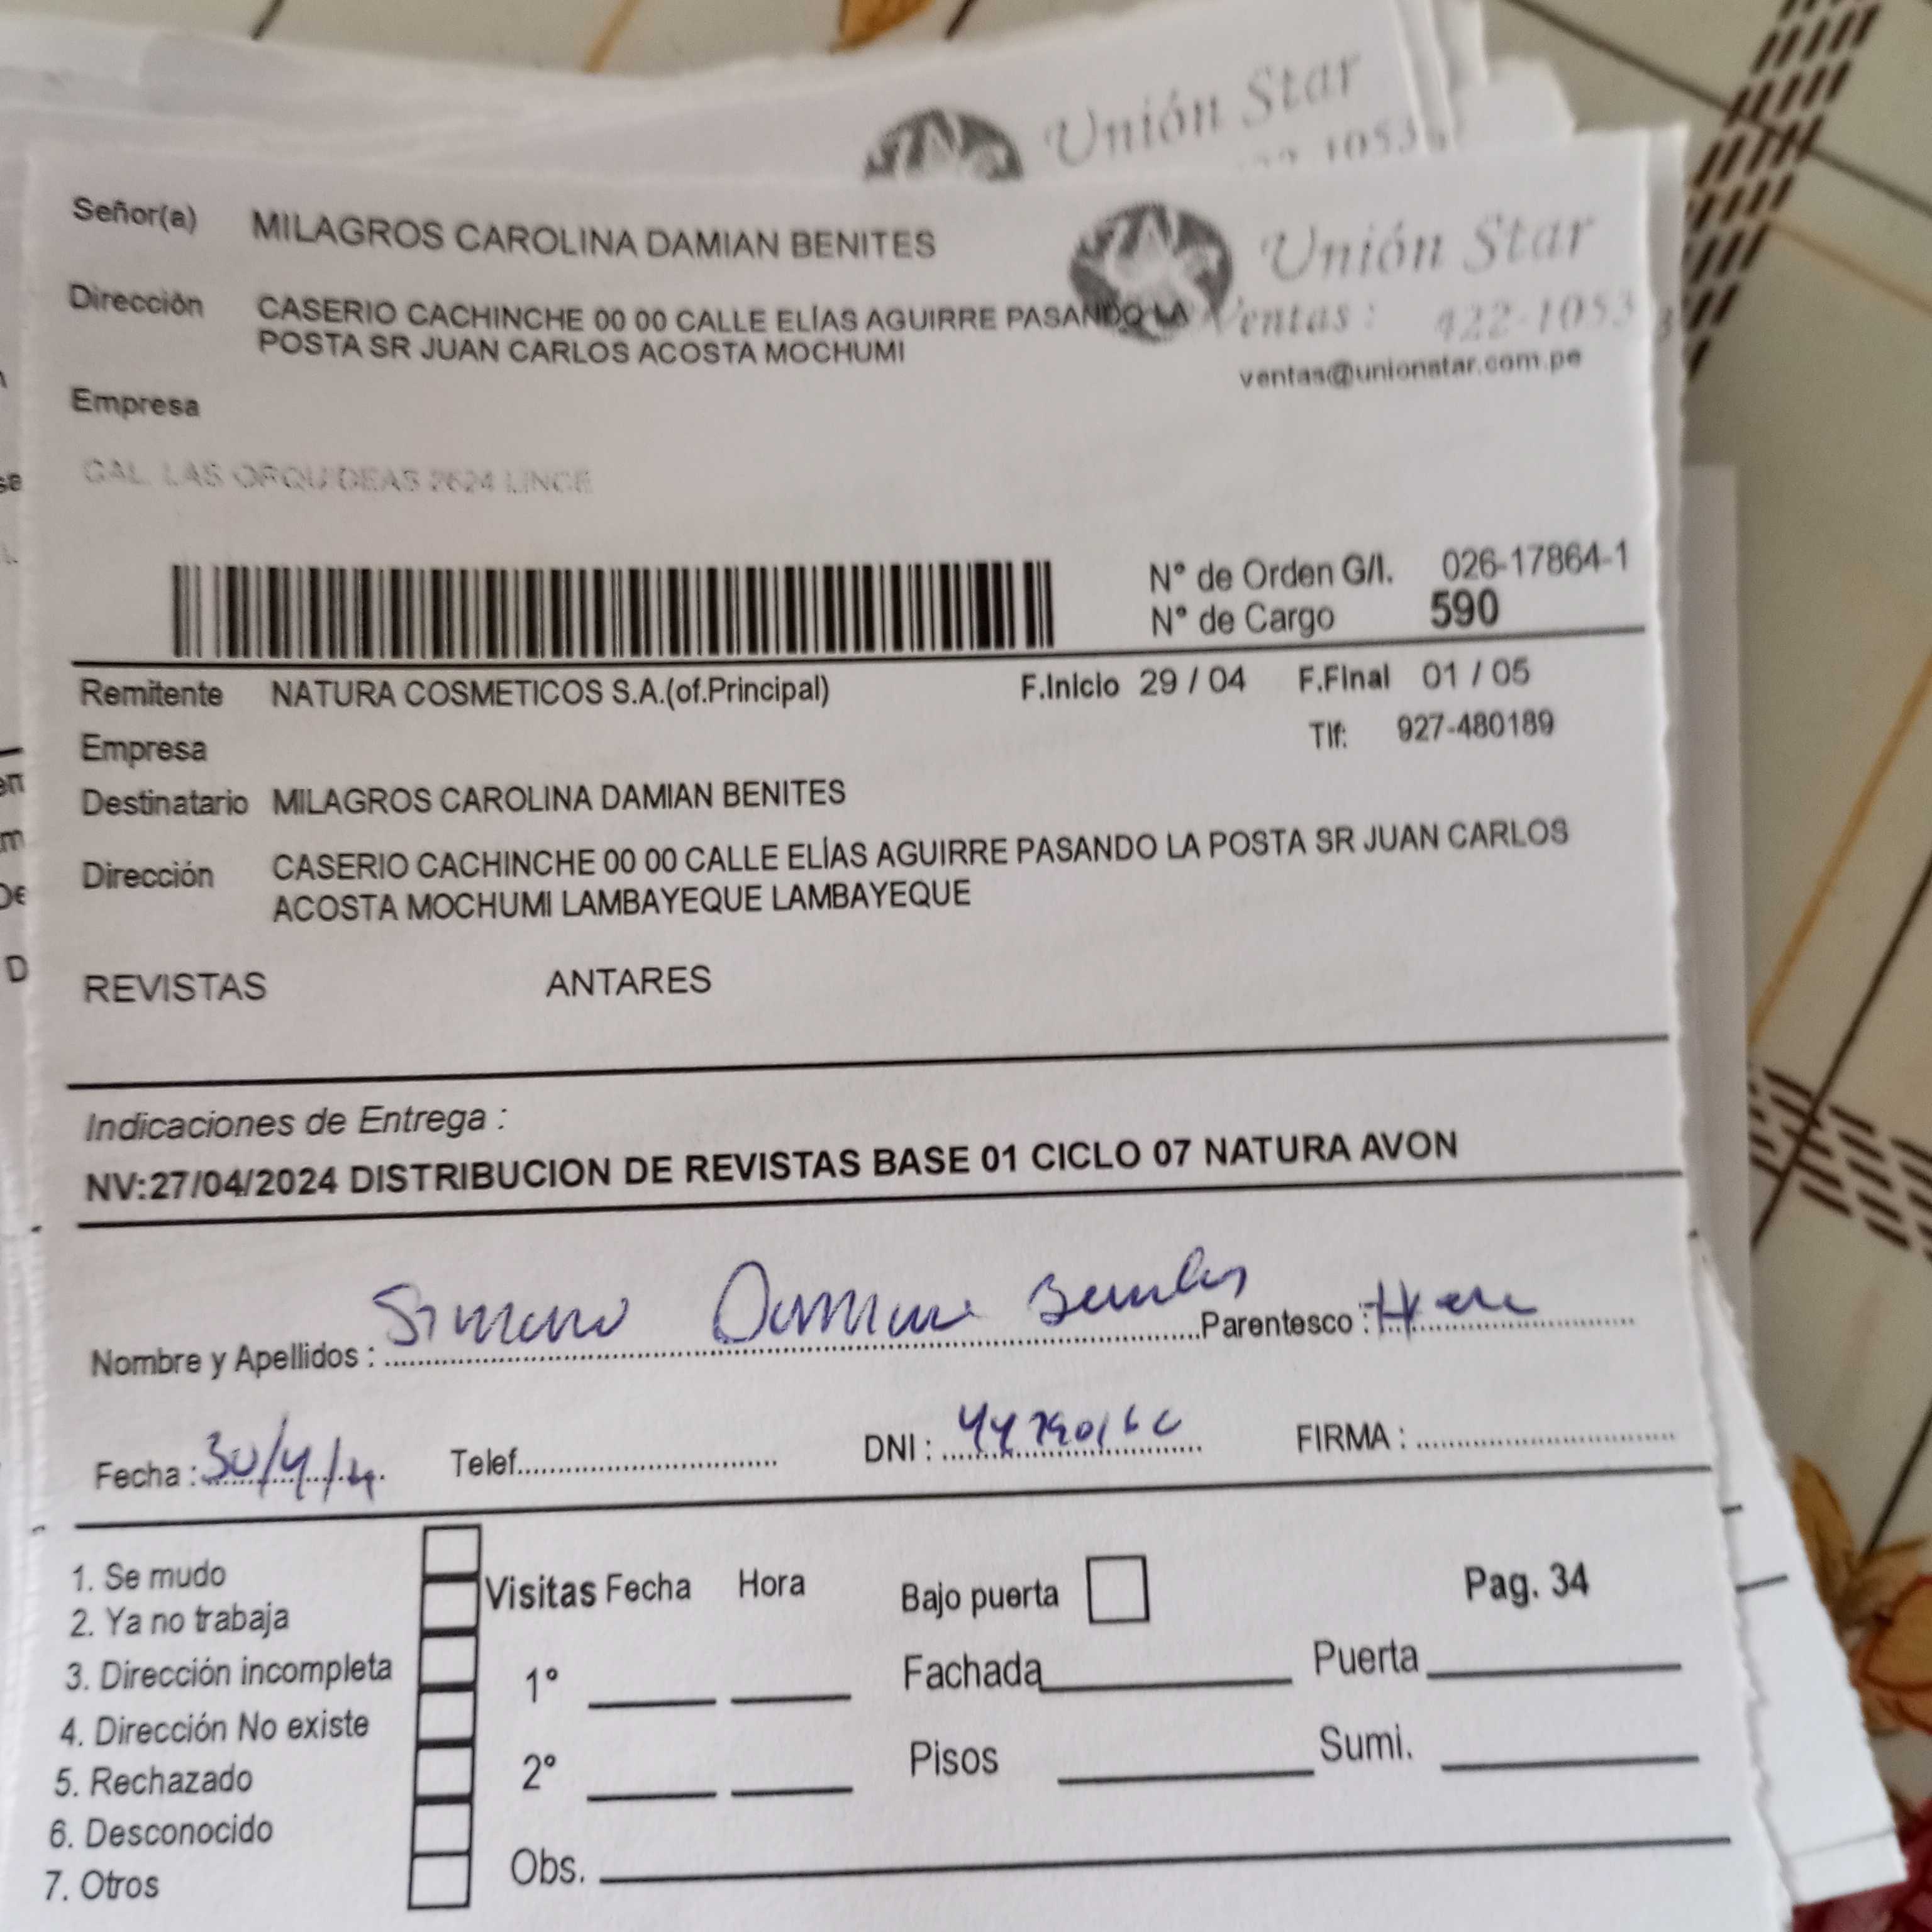 Unión Star
1053
Señor(a) MILAGROS CAROLINA DAMIAN BENITES
Unión Star
Dirección CASERIO CACHINCHE 00 00 CALLE ELÍAS AGUIRRE PASANDO LA
POSTA SR JUAN CARLOS ACOSTA MOCHUMI
Ventas: 422-1053
ventas@unionstar.com.pe
Empresa
CAL. LAS ORQUIDEAS 2624 LINCE
N° de Orden G/I. 026-17864-1
N° de Cargo 590
Remitente NATURA COSMETICOS S.A.(of.Principal) F.Inicio 29 / 04 F.Final 01 / 05
Empresa Tlf: 927-480189
Destinatario MILAGROS CAROLINA DAMIAN BENITES
Dirección CASERIO CACHINCHE 00 00 CALLE ELÍAS AGUIRRE PASANDO LA POSTA SR JUAN CARLOS
ACOSTA MOCHUMI LAMBAYEQUE LAMBAYEQUE
REVISTAS ANTARES
Indicaciones de Entrega :
NV:27/04/2024 DISTRIBUCION DE REVISTAS BASE 01 CICLO 07 NATURA AVON
Nombre y Apellidos : Parentesco :
Fecha : 30/4/ Telef. DNI : FIRMA :
1. Se mudo
2. Ya no trabaja
3. Dirección incompleta
4. Dirección No existe
5. Rechazado
6. Desconocido
7. Otros
Visitas Fecha Hora
1°
2°
Obs.
Bajo puerta Pag. 34
Fachada Puerta
Pisos Sumi.